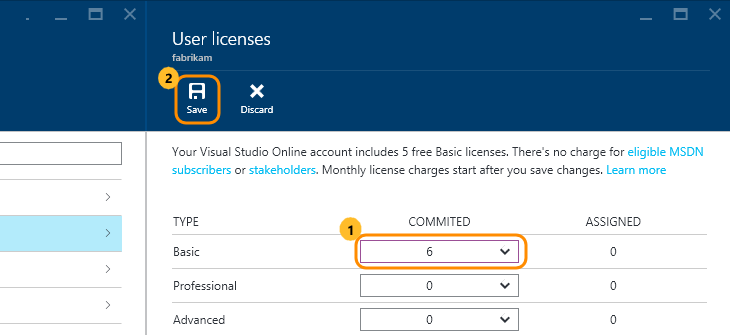 User licenses
fabrikam
2
Save Discard
Your Visual Studio Online account includes 5 free Basic licenses. There's no charge for eligible MSDN
subscribers or stakeholders. Monthly license charges start after you save changes. Learn more
TYPE COMMITED ASSIGNED
1
Basic 6 0
Professional 0 0
Advanced 0 0